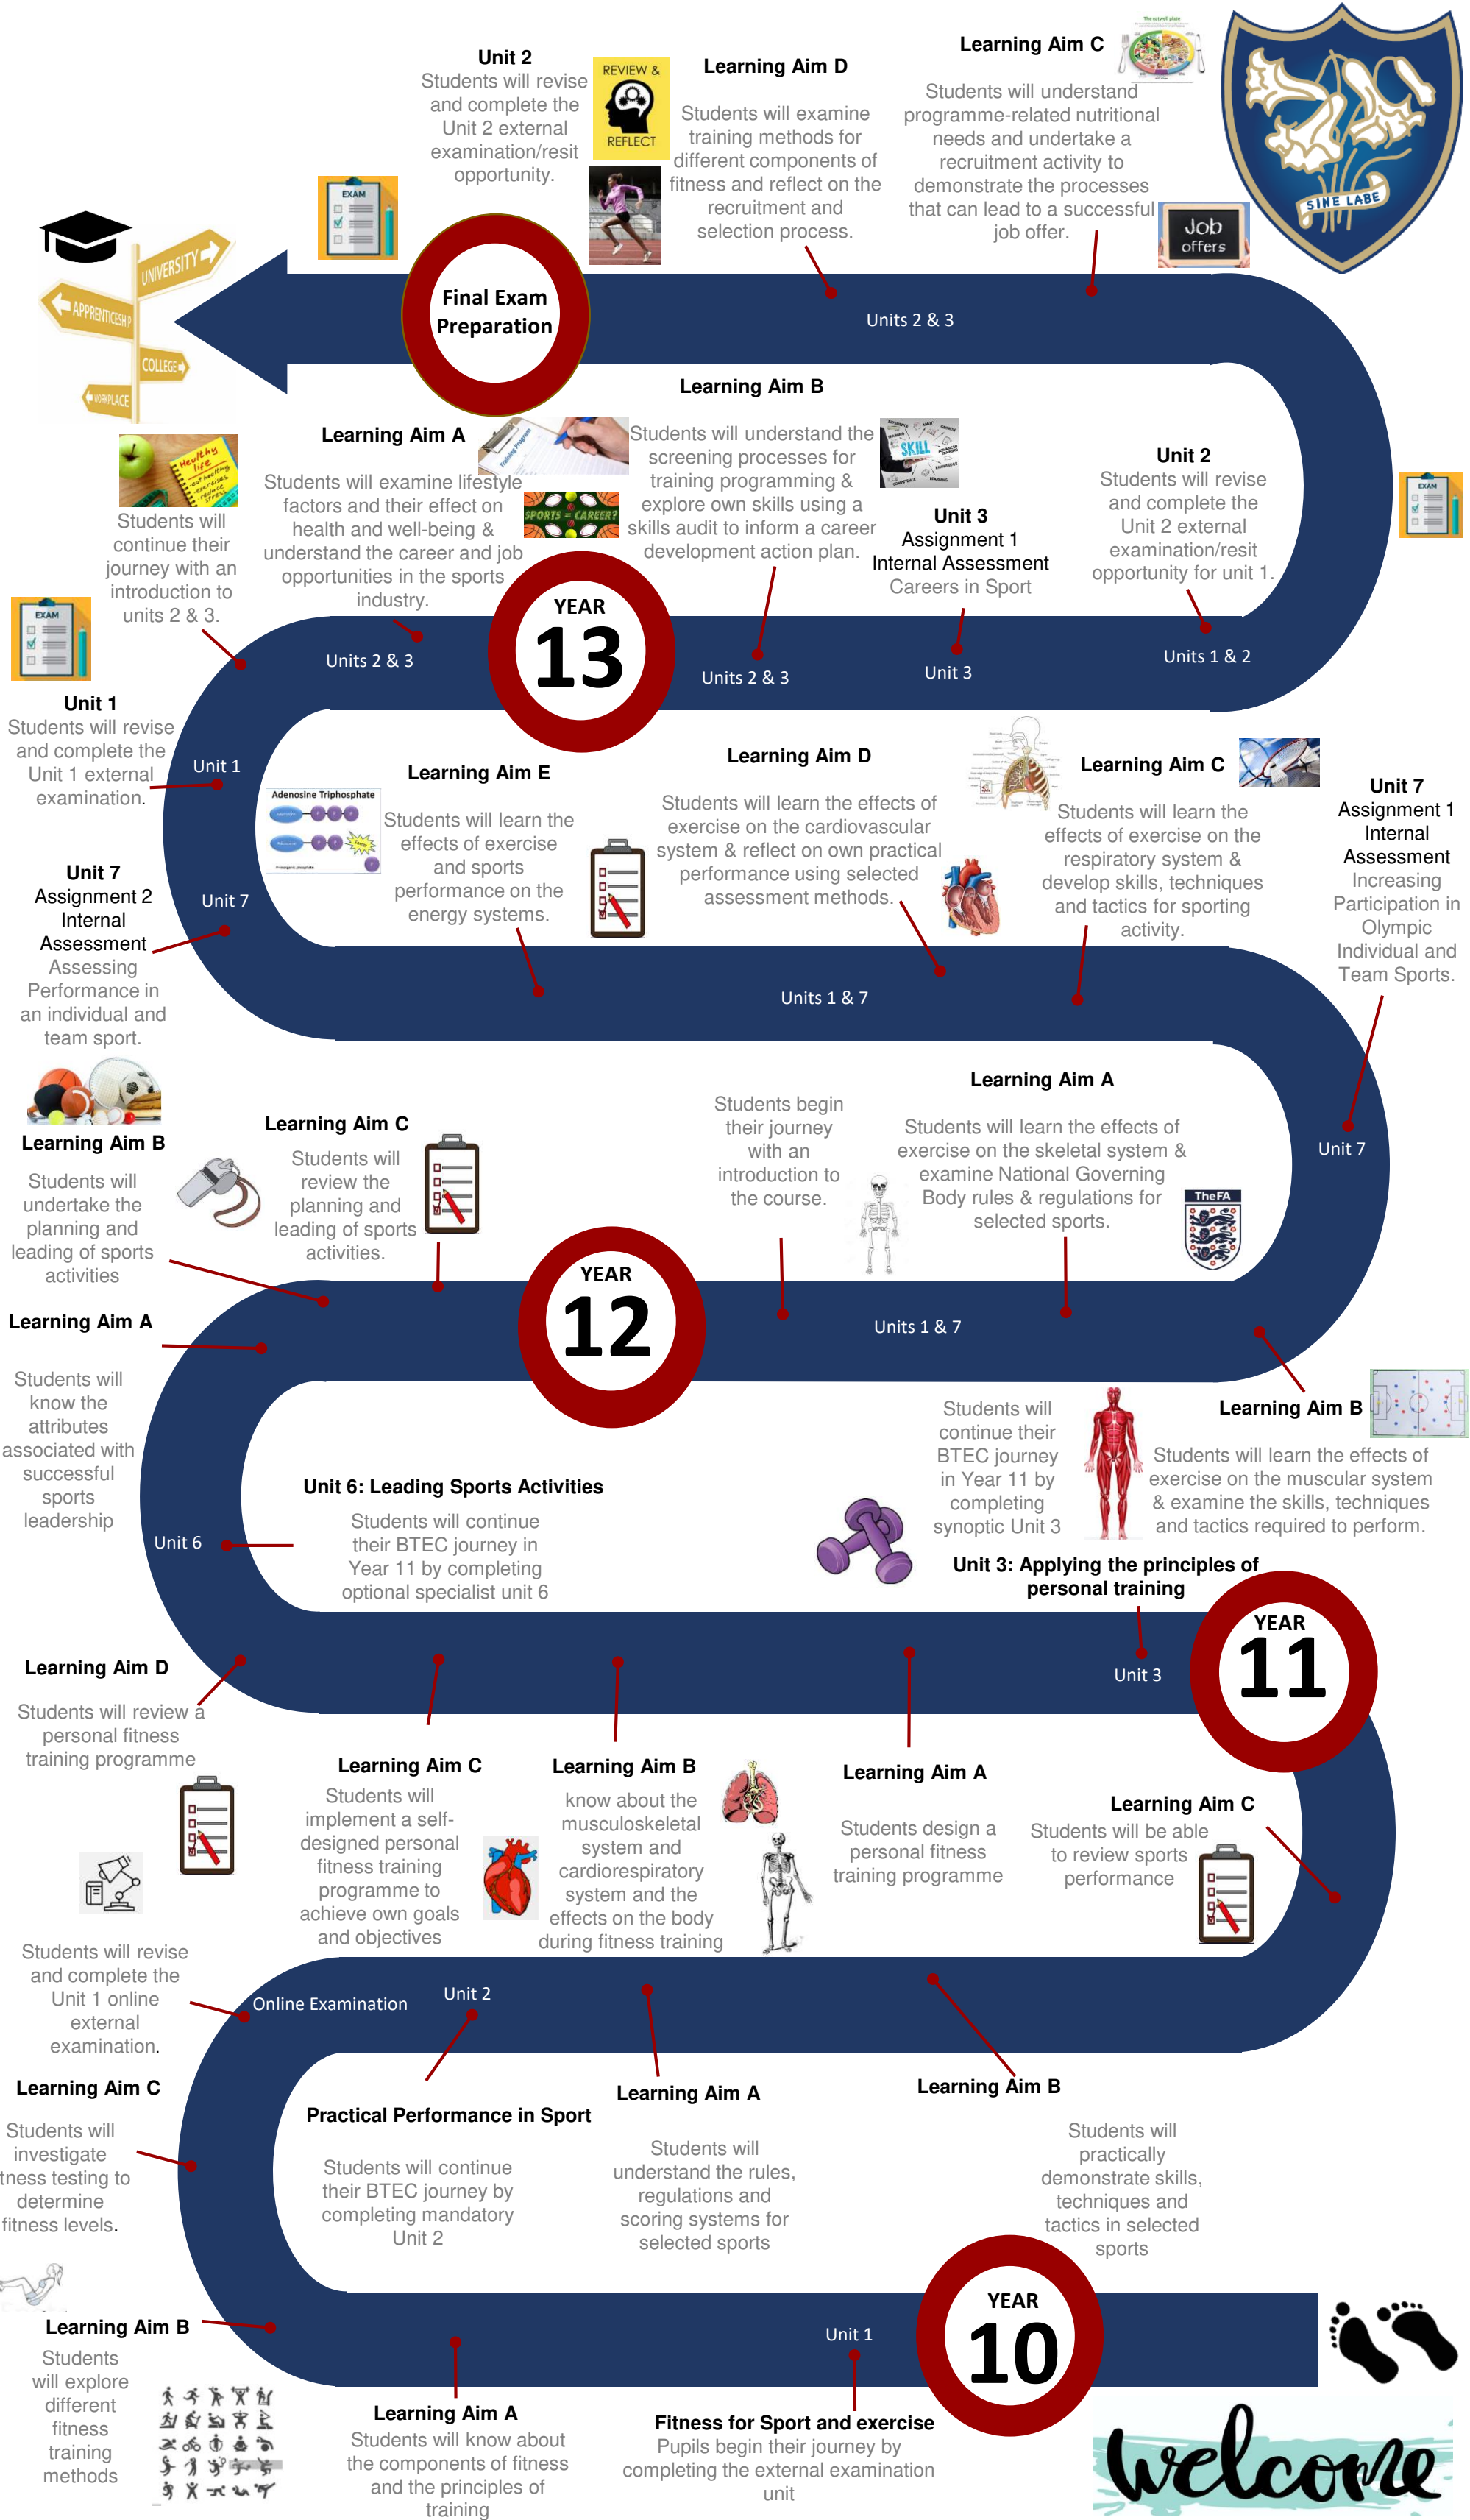 Unit 2
Students will revise
and complete the
Unit 2 external
examination/resit
opportunity.
REVIEW &
REFLECT
Learning Aim D
Students will examine
training methods for
different components of
fitness and reflect on the
recruitment and
selection process.
Learning Aim C
The eatwell plate
Students will understand
programme-related nutritional
needs and undertake a
recruitment activity to
demonstrate the processes
that can lead to a successful
job offer.
Job
offers
SINE LABE
EXAM
UNIVERSITY
APPRENTICESHIP
COLLEGE
WORKPLACE
Final Exam
Preparation
Units 2 & 3
Healthy
life
Students will
continue their
journey with an
introduction to
units 2 & 3.
Learning Aim A
Training Program
Students will examine lifestyle
factors and their effect on
health and well-being &
understand the career and job
opportunities in the sports
industry.
SPORTS = CAREER?
Learning Aim B
Students will understand the
screening processes for
training programming &
explore own skills using a
skills audit to inform a career
development action plan.
SKILL
Unit 3
Assignment 1
Internal Assessment
Careers in Sport
Unit 2
Students will revise
and complete the
Unit 2 external
examination/resit
opportunity for unit 1.
EXAM
EXAM
YEAR
13
Units 2 & 3
Units 2 & 3
Unit 3
Units 1 & 2
Unit 1
Students will revise
and complete the
Unit 1 external
examination.
Unit 1
Unit 7
Assignment 2
Internal
Assessment
Assessing
Performance in
an individual and
team sport.
Unit 7
Adenosine Triphosphate
Learning Aim E
Students will learn the
effects of exercise
and sports
performance on the
energy systems.
Learning Aim D
Students will learn the effects of
exercise on the cardiovascular
system & reflect on own practical
performance using selected
assessment methods.
Learning Aim C
Students will learn the
effects of exercise on the
respiratory system &
develop skills, techniques
and tactics for sporting
activity.
Unit 7
Assignment 1
Internal
Assessment
Increasing
Participation in
Olympic
Individual and
Team Sports.
Units 1 & 7
Unit 7
Learning Aim B
Students will
undertake the
planning and
leading of sports
activities
Learning Aim C
Students will
review the
planning and
leading of sports
activities.
Students begin
their journey
with an
introduction to
the course.
Learning Aim A
Students will learn the effects of
exercise on the skeletal system &
examine National Governing
Body rules & regulations for
selected sports.
TheFA
YEAR
12
Units 1 & 7
Learning Aim A
Students will
know the
attributes
associated with
successful
sports
leadership
Unit 6
Unit 6: Leading Sports Activities
Students will continue
their BTEC journey in
Year 11 by completing
optional specialist unit 6
Students will
continue their
BTEC journey
in Year 11 by
completing
synoptic Unit 3
Learning Aim B
Students will learn the effects of
exercise on the muscular system
& examine the skills, techniques
and tactics required to perform.
Unit 3: Applying the principles of
personal training
YEAR
11
Unit 3
Learning Aim D
Students will review a
personal fitness
training programme
Learning Aim C
Students will
implement a self-
designed personal
fitness training
programme to
achieve own goals
and objectives
Learning Aim B
know about the
musculoskeletal
system and
cardiorespiratory
system and the
effects on the body
during fitness training
Learning Aim A
Students design a
personal fitness
training programme
Learning Aim C
Students will be able
to review sports
performance
Students will revise
and complete the
Unit 1 online
external
examination.
Online Examination
Unit 2
Learning Aim C
Students will
investigate
tness testing to
determine
fitness levels.
Practical Performance in Sport
Students will continue
their BTEC journey by
completing mandatory
Unit 2
Learning Aim A
Students will
understand the rules,
regulations and
scoring systems for
selected sports
Learning Aim B
Students will
practically
demonstrate skills,
techniques and
tactics in selected
sports
YEAR
10
Unit 1
Learning Aim B
Students
will explore
different
fitness
training
methods
Learning Aim A
Students will know about
the components of fitness
and the principles of
training
Fitness for Sport and exercise
Pupils begin their journey by
completing the external examination
unit
welcome